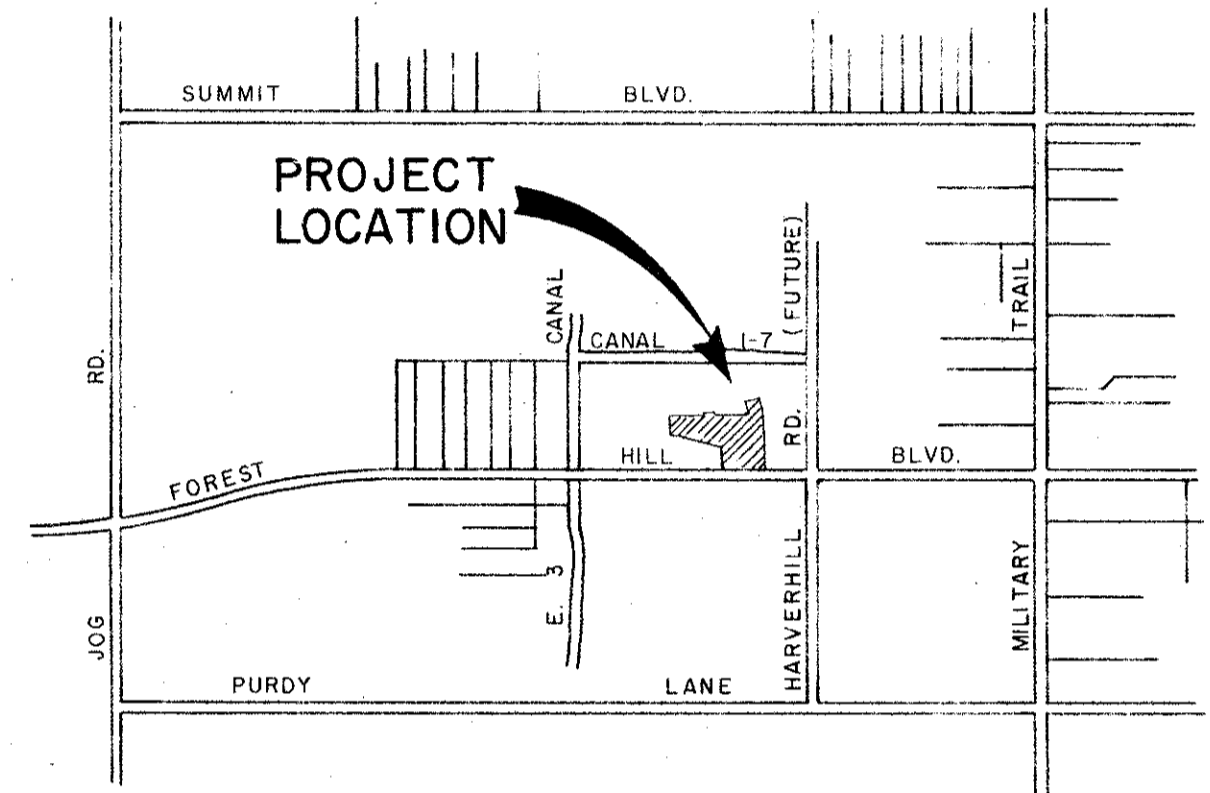 SUMMIT BLVD.
PROJECT
LOCATION
CANAL
(FUTURE)
TRAIL
CANAL I-7
RD.
RD.
HILL
BLVD.
FOREST
E. 3
HARVERHILL
MILITARY
JOG
PURDY LANE